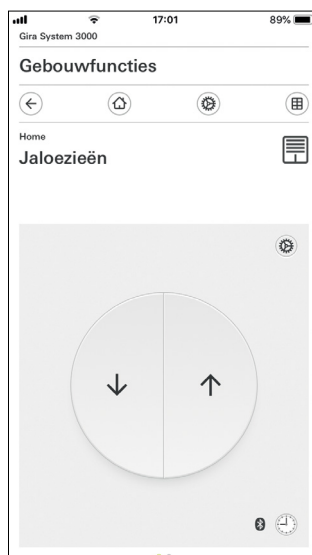 17:01
89%
Gira System 3000
Gebouwfuncties
Home
Jaloezieën